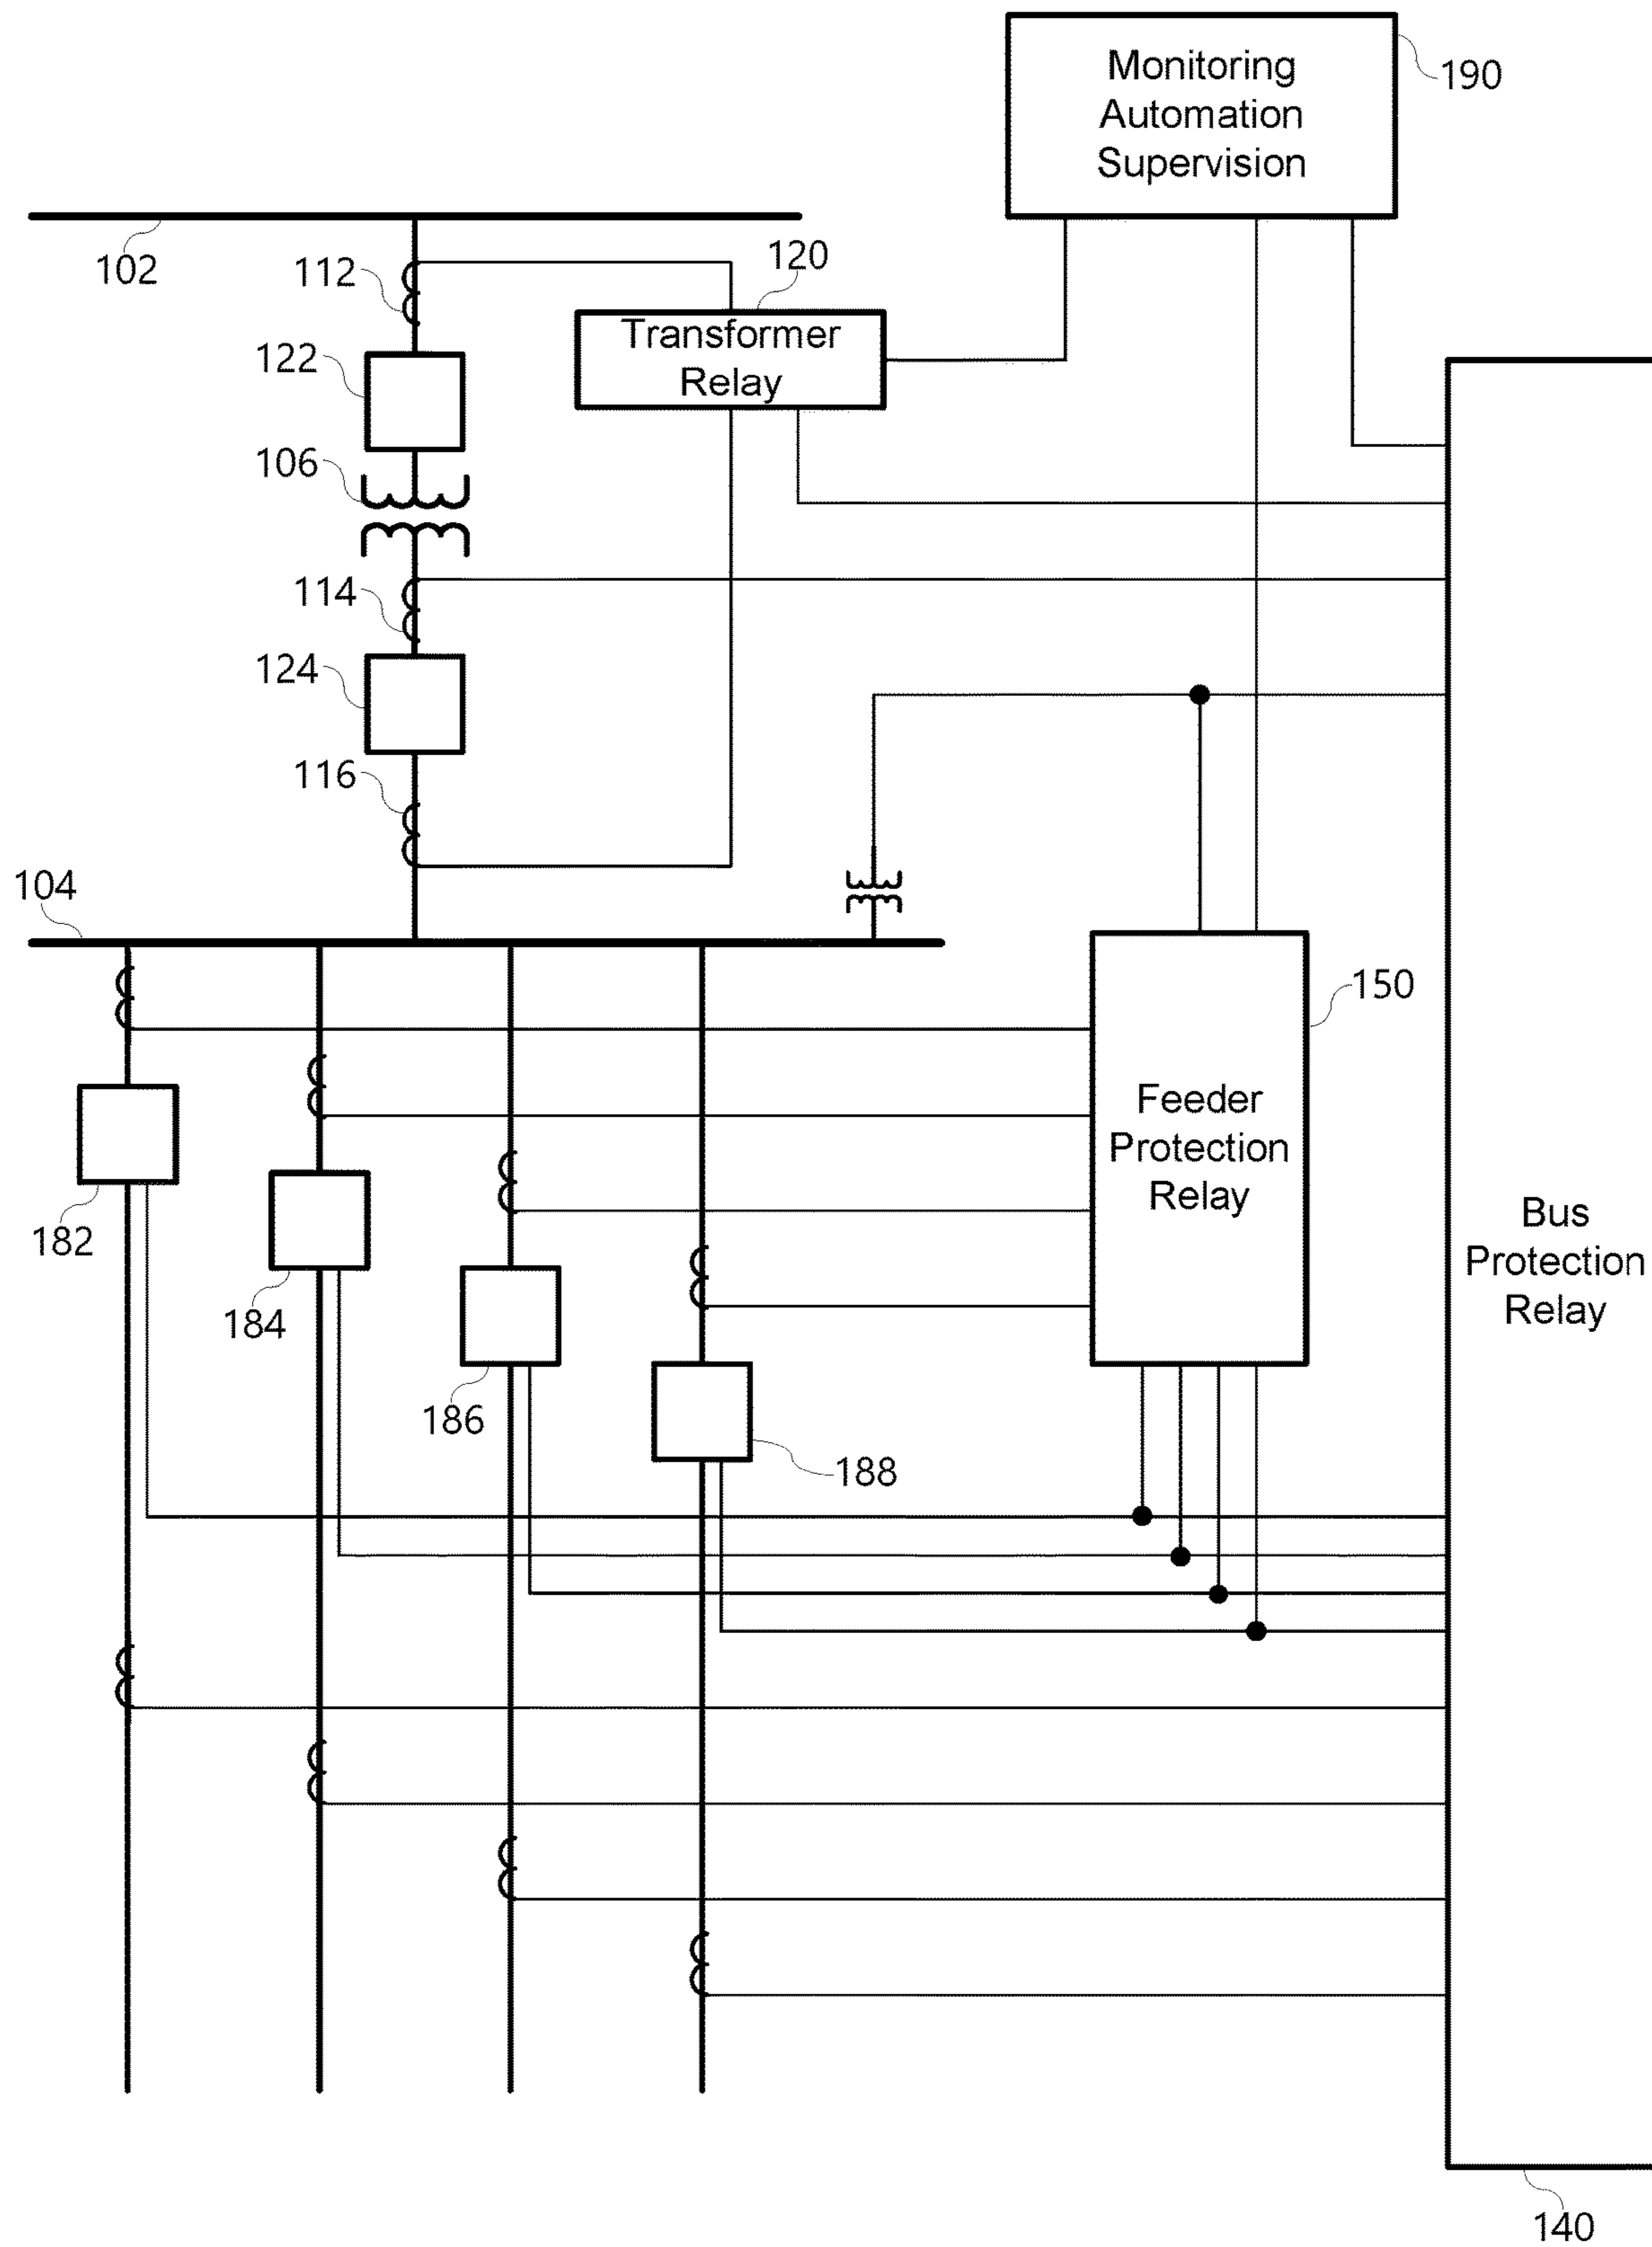 Monitoring
Automation
Supervision
190
102
112
120
Transformer
Relay
122
106
114
124
116
104
150
Feeder
Protection
Relay
182
184
186
188
Bus
Protection
Relay
140